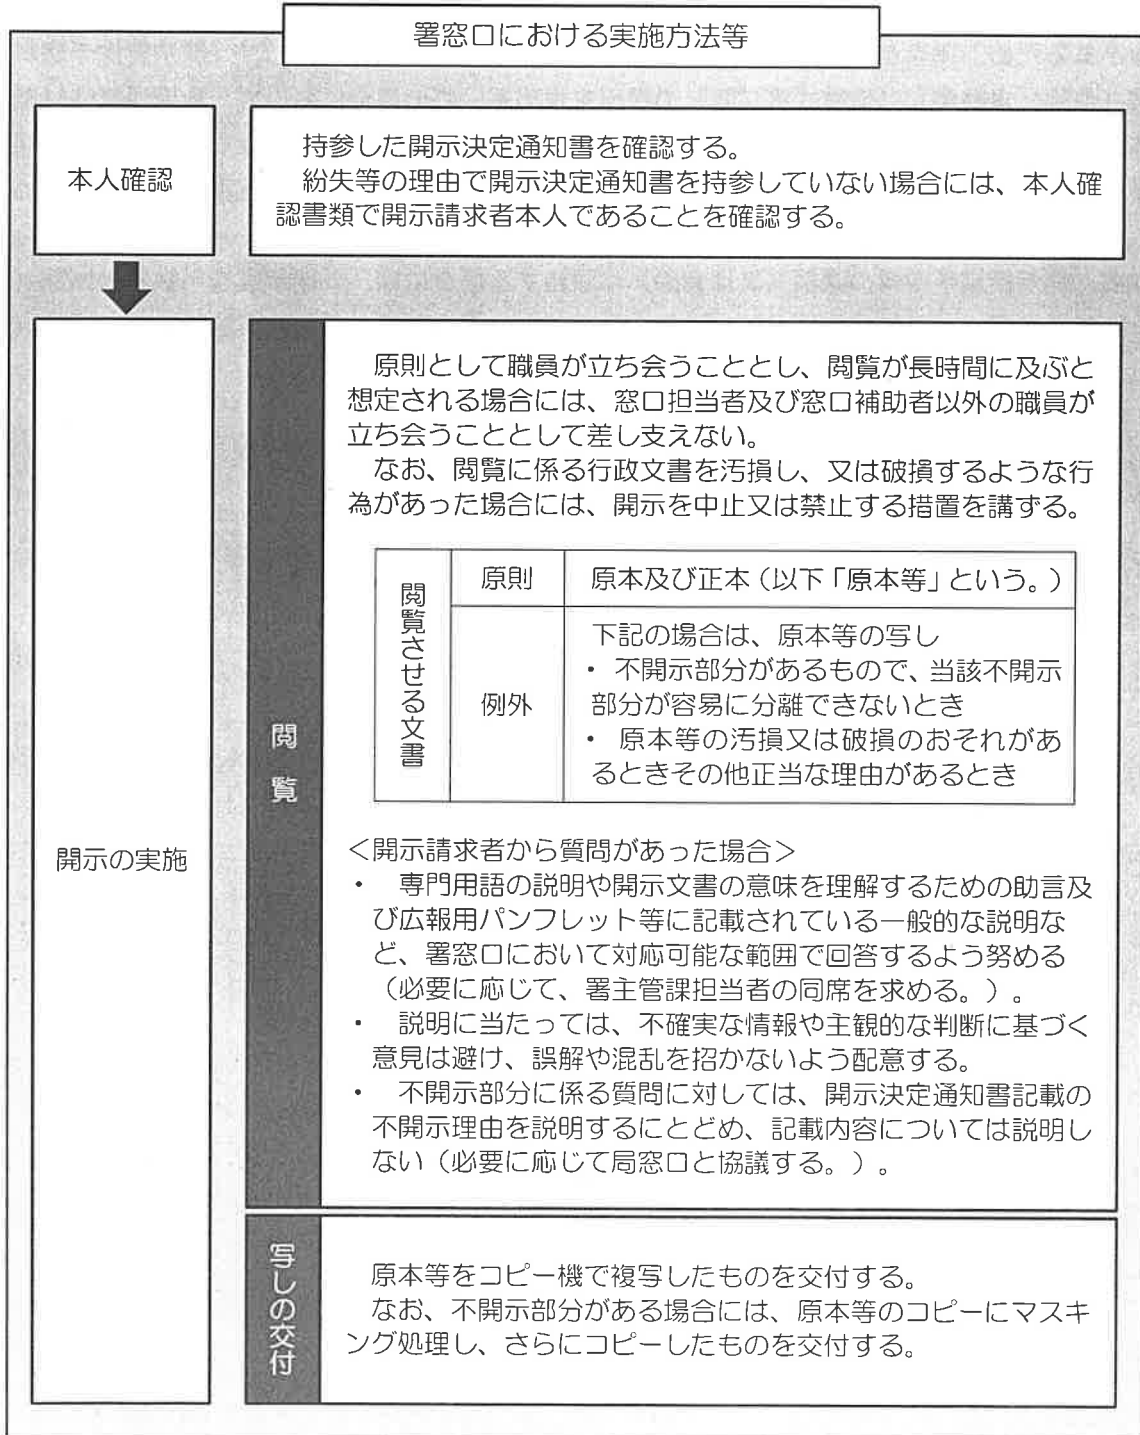 署窓口における実施方法等
本人確認
持参した開示決定通知書を確認する。
紛失等の理由で開示決定通知書を持参していない場合には、本人確
認書類で開示請求者本人であることを確認する。
開示の実施
閲覧
原則として職員が立ち会うこととし、閲覧が長時間に及ぶと
想定される場合には、窓口担当者及び窓口補助者以外の職員が
立ち会うこととして差し支えない。
なお、閲覧に係る行政文書を汚損し、又は破損するような行
為があった場合には、開示を中止又は禁止する措置を講ずる。
閲覧させる文書
原則
原本及び正本（以下「原本等」という。）
例外
下記の場合は、原本等の写し
・ 不開示部分があるもので、当該不開示
部分が容易に分離できないとき
・ 原本等の汚損又は破損のおそれがあ
るときその他正当な理由があるとき
＜開示請求者から質問があった場合＞
・ 専門用語の説明や開示文書の意味を理解するための助言及
び広報用パンフレット等に記載されている一般的な説明な
ど、署窓口において対応可能な範囲で回答するよう努める
（必要に応じて、署主管課担当者の同席を求める。）。
・ 説明に当たっては、不確実な情報や主観的な判断に基づく
意見は避け、誤解や混乱を招かないよう配意する。
・ 不開示部分に係る質問に対しては、開示決定通知書記載の
不開示理由を説明するにとどめ、記載内容については説明し
ない（必要に応じて局窓口と協議する。）。
写しの交付
原本等をコピー機で複写したものを交付する。
なお、不開示部分がある場合には、原本等のコピーにマスキ
ング処理し、さらにコピーしたものを交付する。